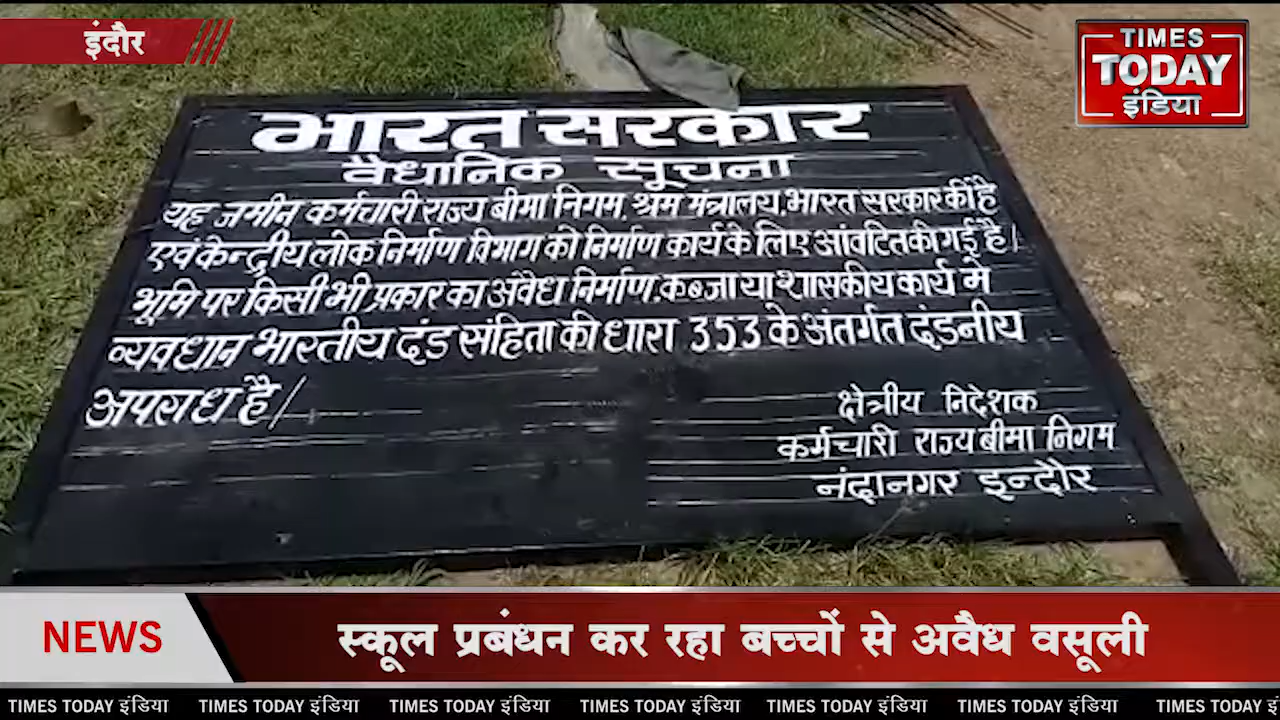 इंदौर
TIMES
TODAY
इंडिया
भारत सरकार
वैधानिक सूचना
यह जमीन कर्मचारी राज्य बीमा निगम, श्रम मंत्रालय, भारत सरकार की है
एवं केन्द्रीय लोक निर्माण विभाग को निर्माण कार्य के लिए आंवटित की गई है/
भूमि पर किसी भी प्रकार का अवैध निर्माण, कब्जा या शासकीय कार्य में
व्यवधान भारतीय दंड संहिता की धारा 353 के अंतर्गत दंडनीय
अपराध है/
क्षेत्रीय निदेशक
कर्मचारी राज्य बीमा निगम
नंदानगर इन्दौर
NEWS
स्कूल प्रबंधन कर रहा बच्चों से अवैध वसूली
TIMES TODAY इंडिया TIMES TODAY इंडिया TIMES TODAY इंडिया TIMES TODAY इंडिया TIMES TODAY इंडिया TIMES TODAY इंडिया TIMES TODAY इं